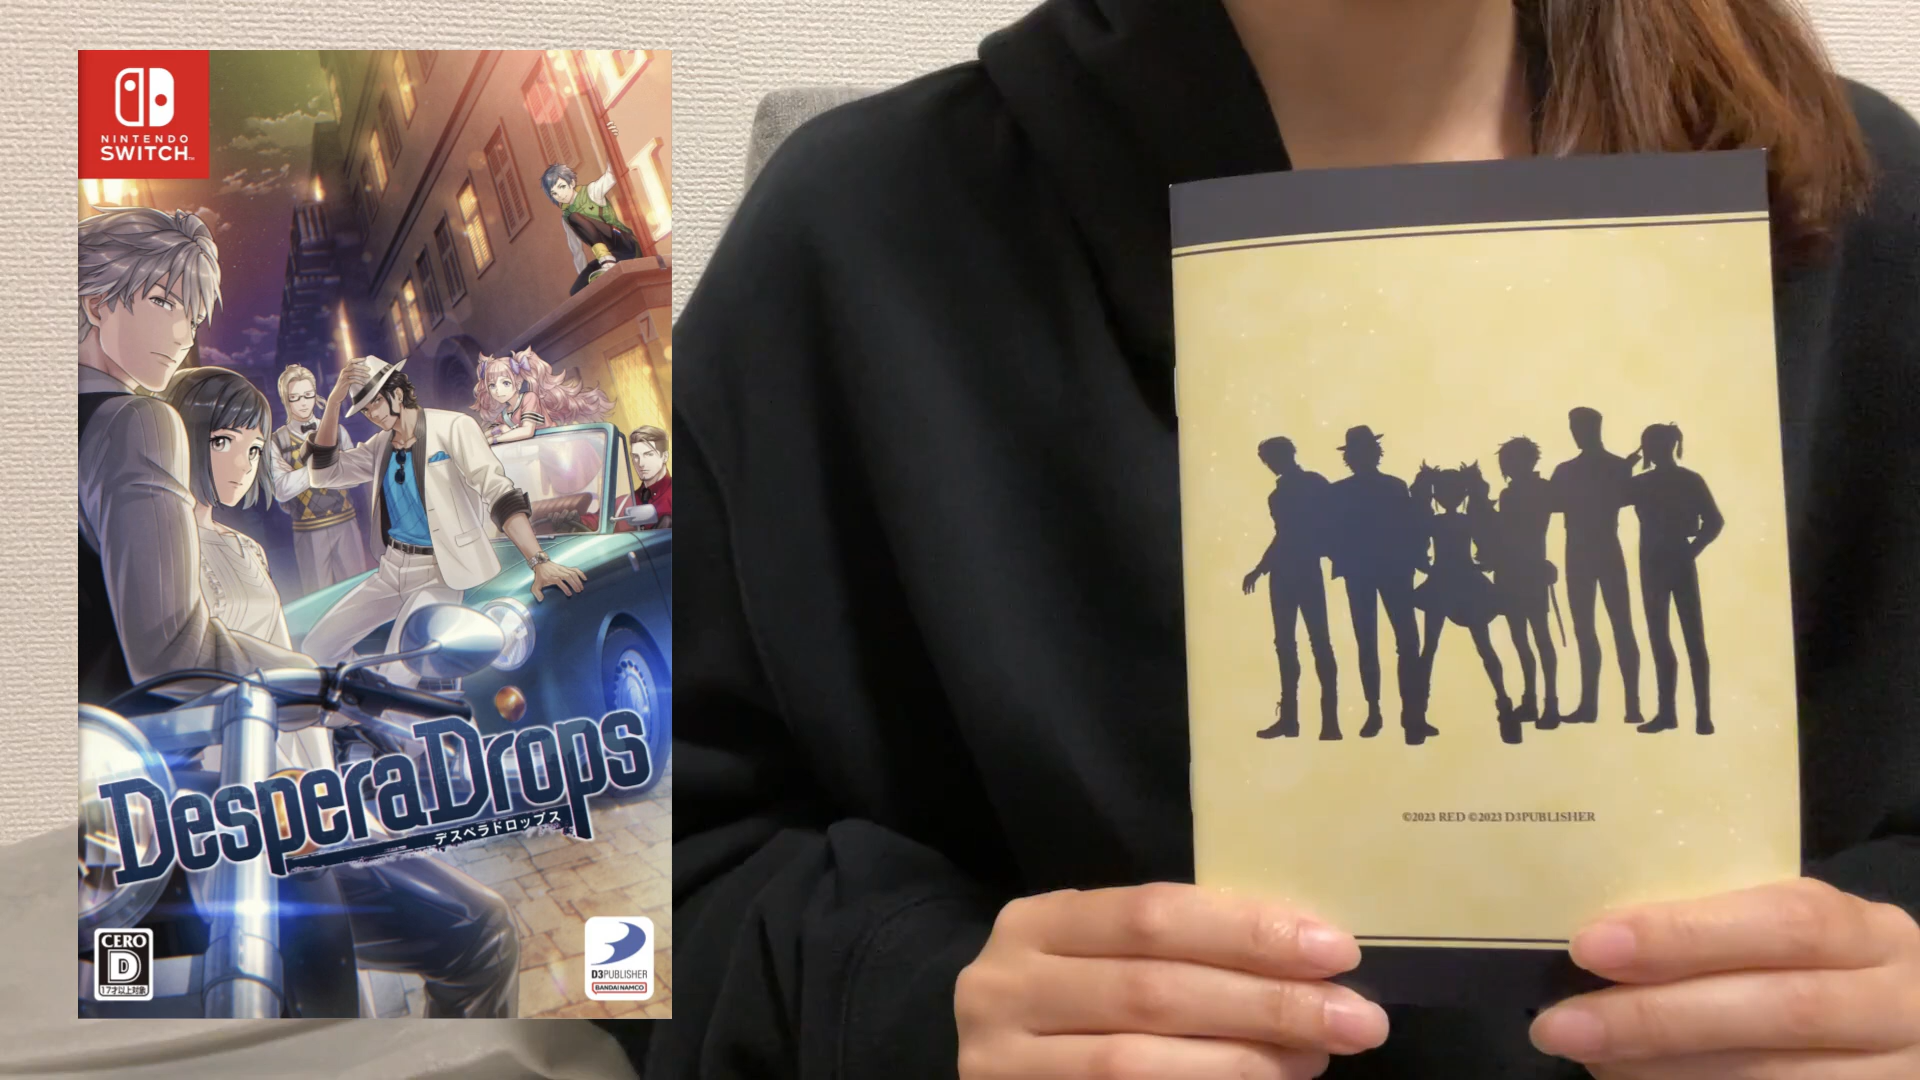 NINTENDO
SWITCH™
DesperaDrops
デスペラドロップス
CERO
D
17才以上対象
D3PUBLISHER
BANDAI NAMCO
©2023 RED ©2023 D3PUBLISHER